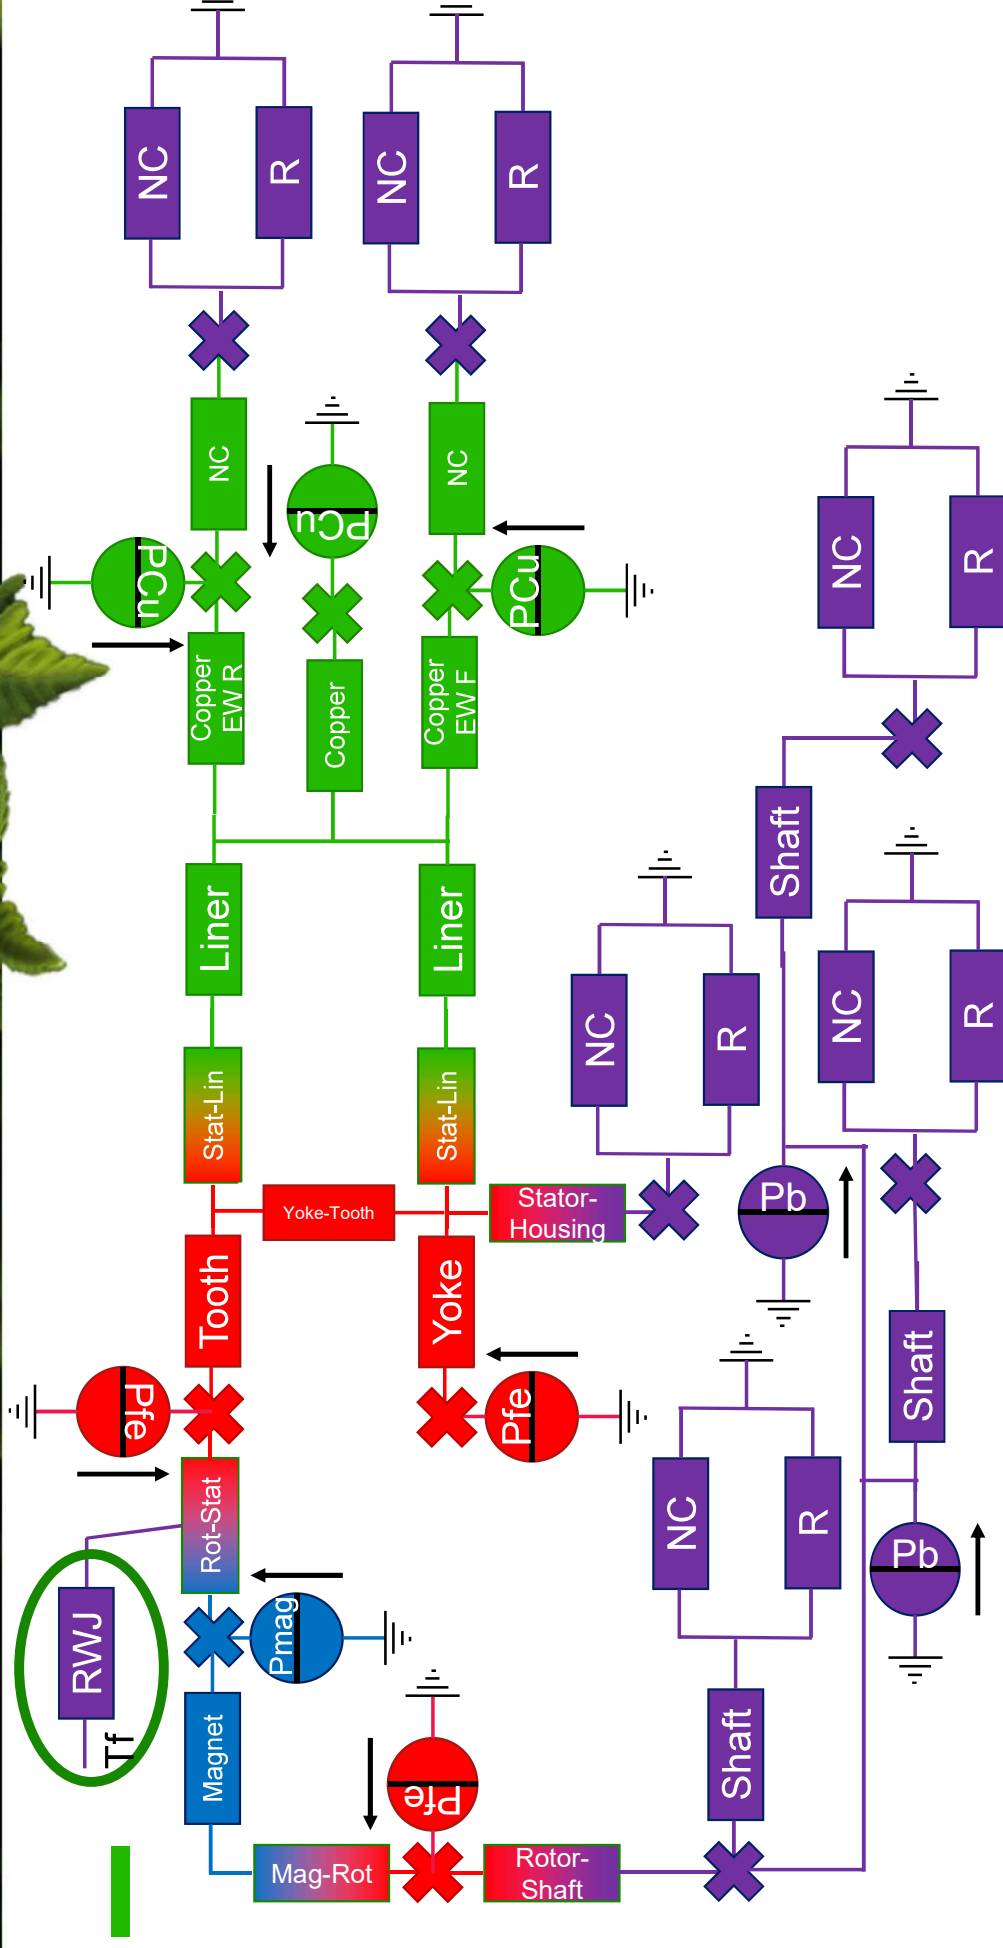 NC
R
NC
R
NC
NC
PCu
PCu
PCu
Copper
EW R
Copper
Copper
EW F
NC
R
Shaft
Liner
Liner
NC
R
NC
R
Stat-Lin
Stat-Lin
Yoke-Tooth
Stator-
Housing
Pb
Tooth
Yoke
Shaft
Pfe
Pfe
NC
R
Rot-Stat
Pb
RWJ
Tf
Pmag
Magnet
Pfe
Shaft
Mag-Rot
Rotor-
Shaft